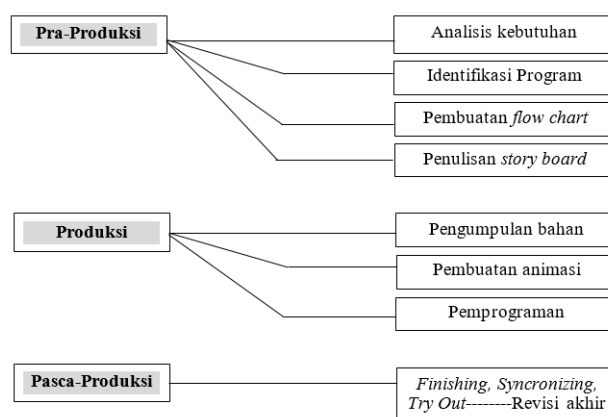 Pra-Produksi
Analisis kebutuhan
Identifikasi Program
Pembuatan flow chart
Penulisan story board
Produksi
Pengumpulan bahan
Pembuatan animasi
Pemprograman
Pasca-Produksi
Finishing, Syncronizing,
Try Out--------Revisi akhir